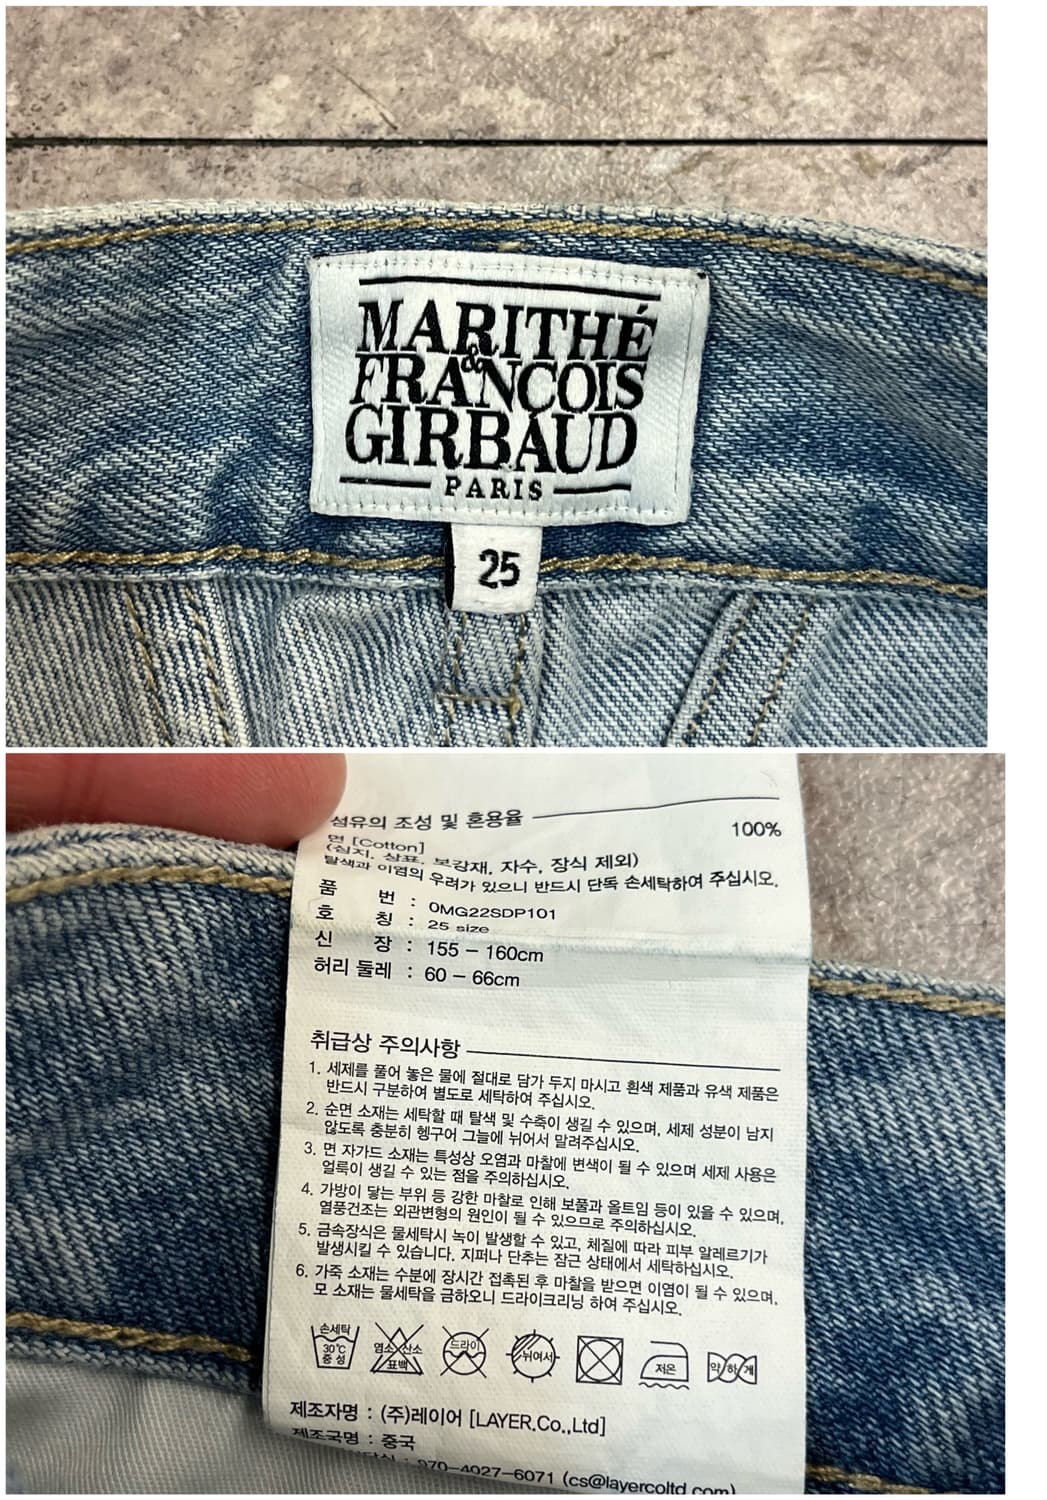 MARITHÉ
&
FRANÇOIS
GIRBAUD
PARIS
25
섬유의 조성 및 혼용율
면 [Cotton] 100%
(심지, 상표, 보강재, 자수, 장식 제외)
탈색과 이염의 우려가 있으니 반드시 단독 손세탁하여 주십시오.
품 번 : 0MG22SDP101
호 칭 : 25 size
신 장 : 155 – 160cm
허리 둘레 : 60 – 66cm
취급상 주의사항
1. 세제를 풀어 놓은 물에 절대로 담가 두지 마시고 흰색 제품과 유색 제품은
반드시 구분하여 별도로 세탁하여 주십시오.
2. 순면 소재는 세탁할 때 탈색 및 수축이 생길 수 있으며, 세제 성분이 남지
않도록 충분히 헹구어 그늘에 뉘어서 말려주십시오.
3. 면 자가드 소재는 특성상 오염과 마찰에 변색이 될 수 있으며 세제 사용은
얼룩이 생길 수 있는 점을 주의하십시오.
4. 가방이 닿는 부위 등 강한 마찰로 인해 보풀과 올트임 등이 있을 수 있으며,
열풍건조는 외관변형의 원인이 될 수 있으므로 주의하십시오.
5. 금속장식은 물세탁시 녹이 발생할 수 있고, 체질에 따라 피부 알레르기가
발생시킬 수 있습니다. 지퍼나 단추는 잠근 상태에서 세탁하십시오.
6. 가죽 소재는 수분에 장시간 접촉된 후 마찰을 받으면 이염이 될 수 있으며,
모 소재는 물세탁을 금하오니 드라이크리닝 하여 주십시오.
손세탁
30℃
중성
염소 산소
표백
드라이
뉘여서
저온
약하게
제조자명 : (주)레이어 [LAYER.Co.,Ltd]
제조국명 : 중국
070–4027–6071 (cs@layercoltd.com)